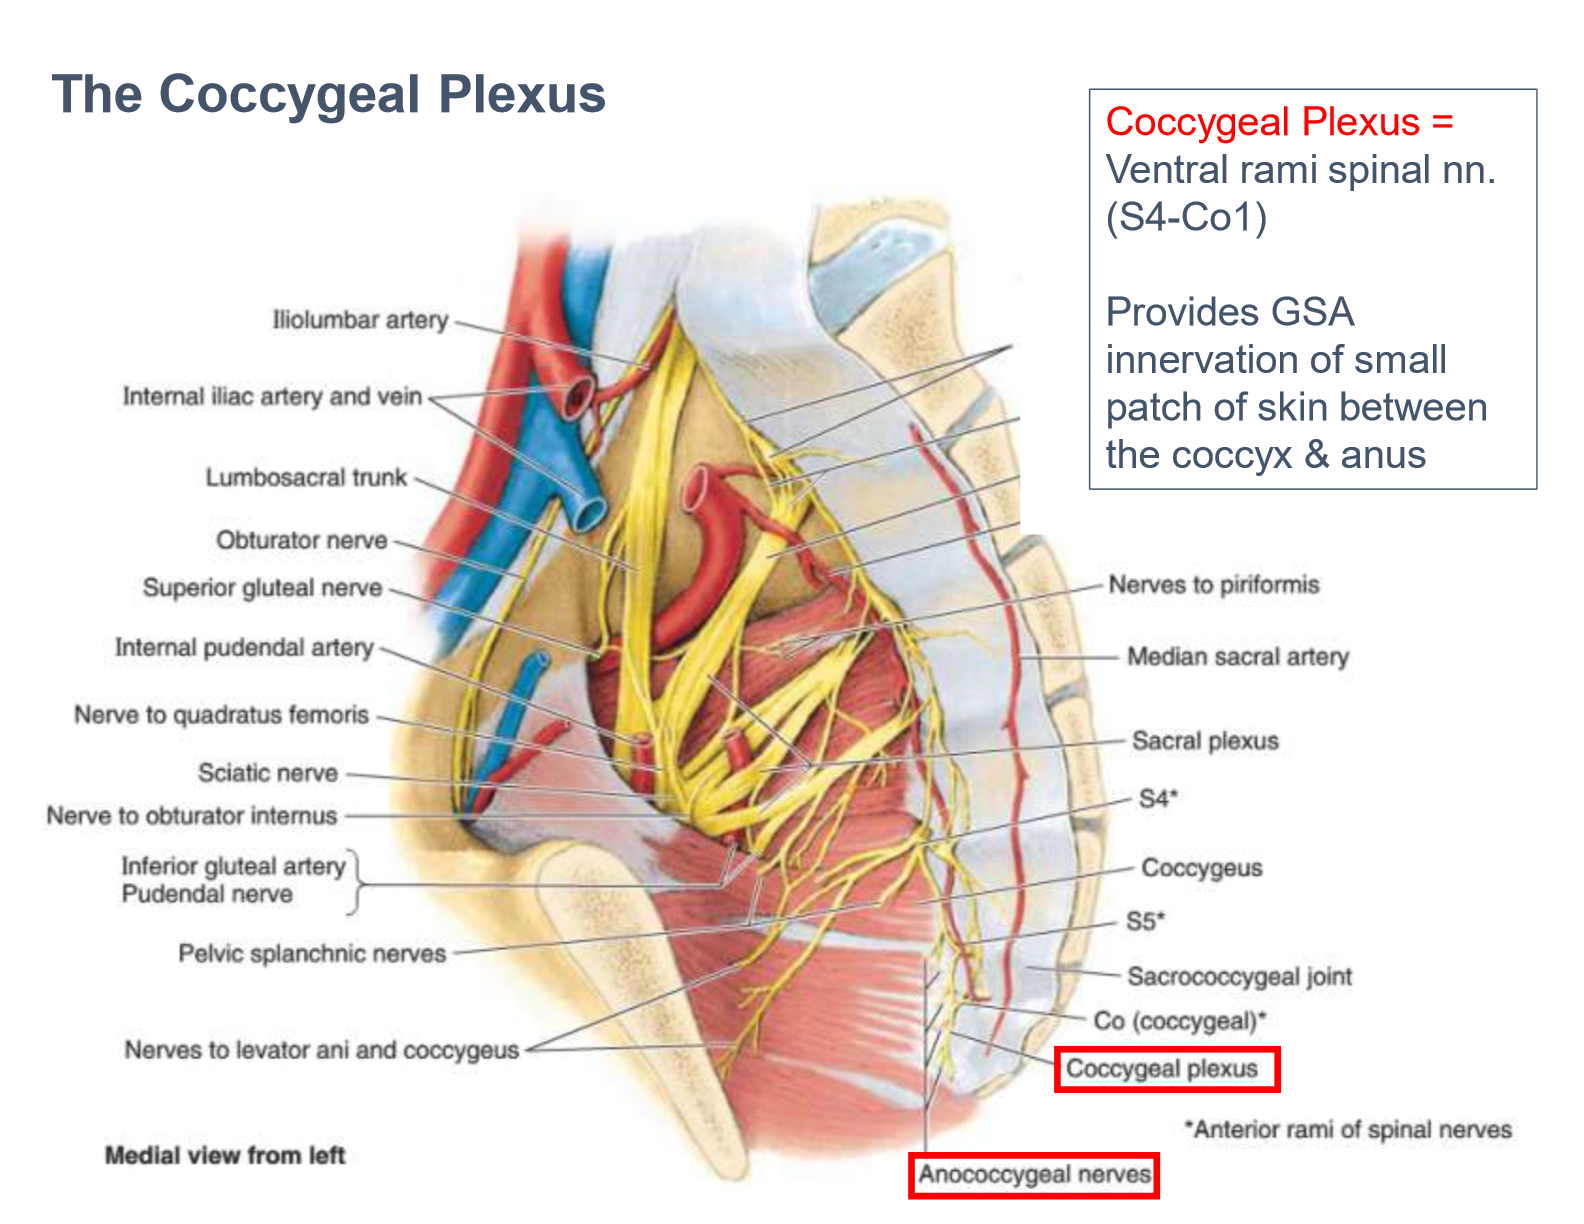 The Coccygeal Plexus
Coccygeal Plexus =
Ventral rami spinal nn.
(S4-Co1)
Provides GSA
innervation of small
patch of skin between
the coccyx & anus
Iliolumbar artery
Internal iliac artery and vein
Lumbosacral trunk
Obturator nerve
Superior gluteal nerve
Internal pudendal artery
Nerve to quadratus femoris
Sciatic nerve
Nerve to obturator internus
Inferior gluteal artery
Pudendal nerve
Pelvic splanchnic nerves
Nerves to levator ani and coccygeus
Nerves to piriformis
Median sacral artery
Sacral plexus
S4*
Coccygeus
S5*
Sacrococcygeal joint
Co (coccygeal)*
Coccygeal plexus
*Anterior rami of spinal nerves
Medial view from left
Anococcygeal nerves